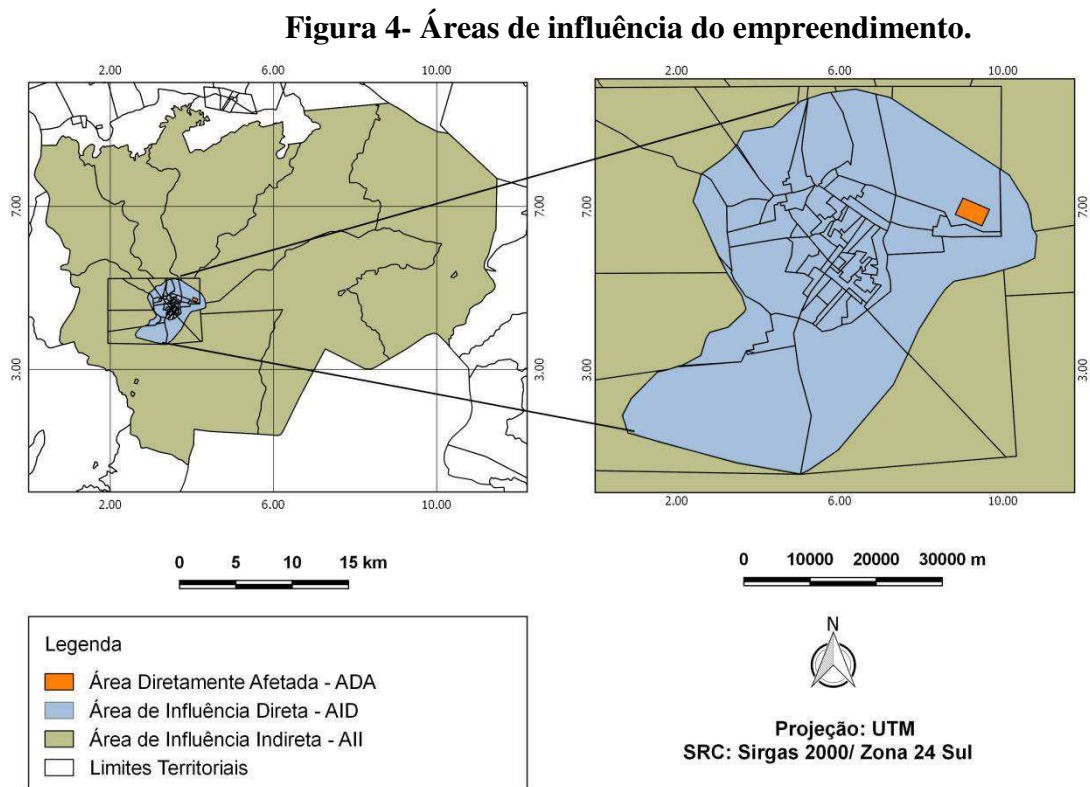 Figura 4- Áreas de influência do empreendimento.
2.00 6.00 10.00
7.00 7.00
3.00 3.00
2.00 6.00 10.00
2.00 6.00 10.00
7.00 7.00
3.00 3.00
2.00 6.00 10.00
0 5 10 15 km
0 10000 20000 30000 m
Legenda
Área Diretamente Afetada - ADA
Área de Influência Direta - AID
Área de Influência Indireta - AII
Limites Territoriais
N
Projeção: UTM
SRC: Sirgas 2000/ Zona 24 Sul